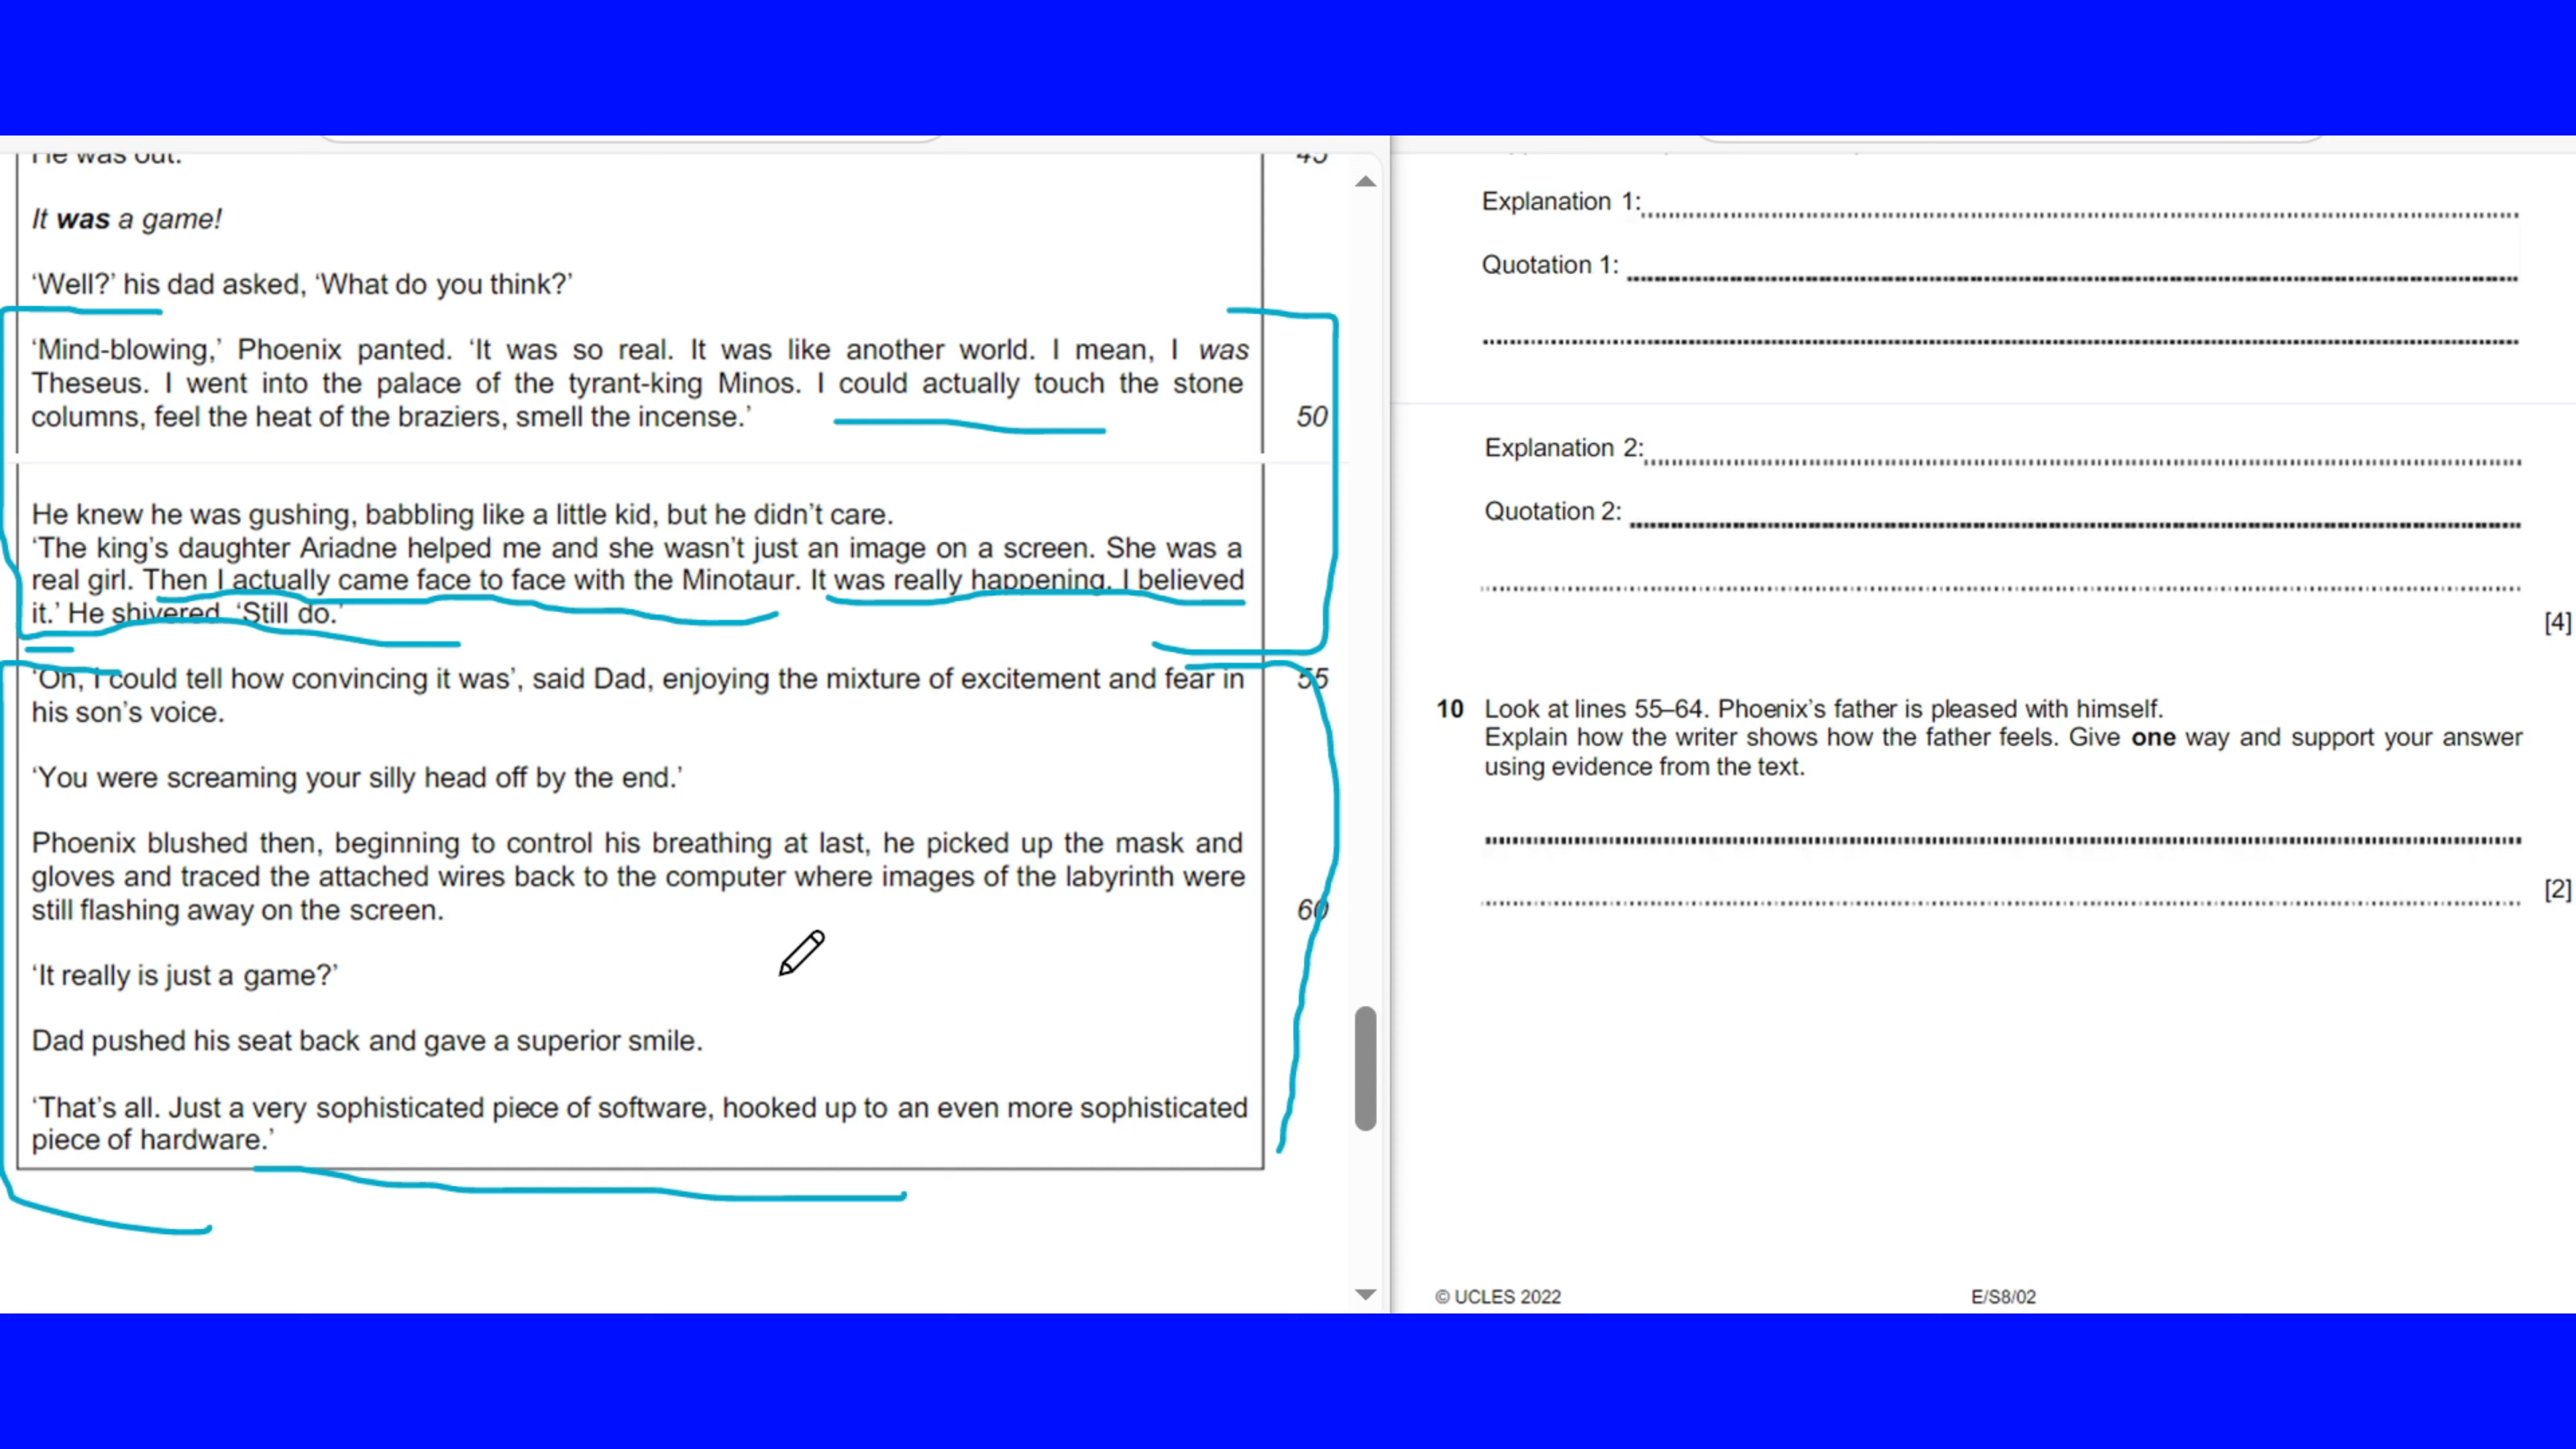 He was out. 45
It was a game!
‘Well?’ his dad asked, ‘What do you think?’
‘Mind-blowing,’ Phoenix panted. ‘It was so real. It was like another world. I mean, I was
Theseus. I went into the palace of the tyrant-king Minos. I could actually touch the stone
columns, feel the heat of the braziers, smell the incense.’ 50
He knew he was gushing, babbling like a little kid, but he didn’t care.
‘The king’s daughter Ariadne helped me and she wasn’t just an image on a screen. She was a
real girl. Then I actually came face to face with the Minotaur. It was really happening. I believed
it.’ He shivered. ‘Still do.’
‘Oh, I could tell how convincing it was’, said Dad, enjoying the mixture of excitement and fear in 55
his son’s voice.
‘You were screaming your silly head off by the end.’
Phoenix blushed then, beginning to control his breathing at last, he picked up the mask and
gloves and traced the attached wires back to the computer where images of the labyrinth were
still flashing away on the screen. 60
‘It really is just a game?’
Dad pushed his seat back and gave a superior smile.
‘That’s all. Just a very sophisticated piece of software, hooked up to an even more sophisticated
piece of hardware.’
Explanation 1:
Quotation 1:
Explanation 2:
Quotation 2:
[4]
10 Look at lines 55–64. Phoenix’s father is pleased with himself.
Explain how the writer shows how the father feels. Give one way and support your answer
using evidence from the text.
[2]
© UCLES 2022 E/S8/02